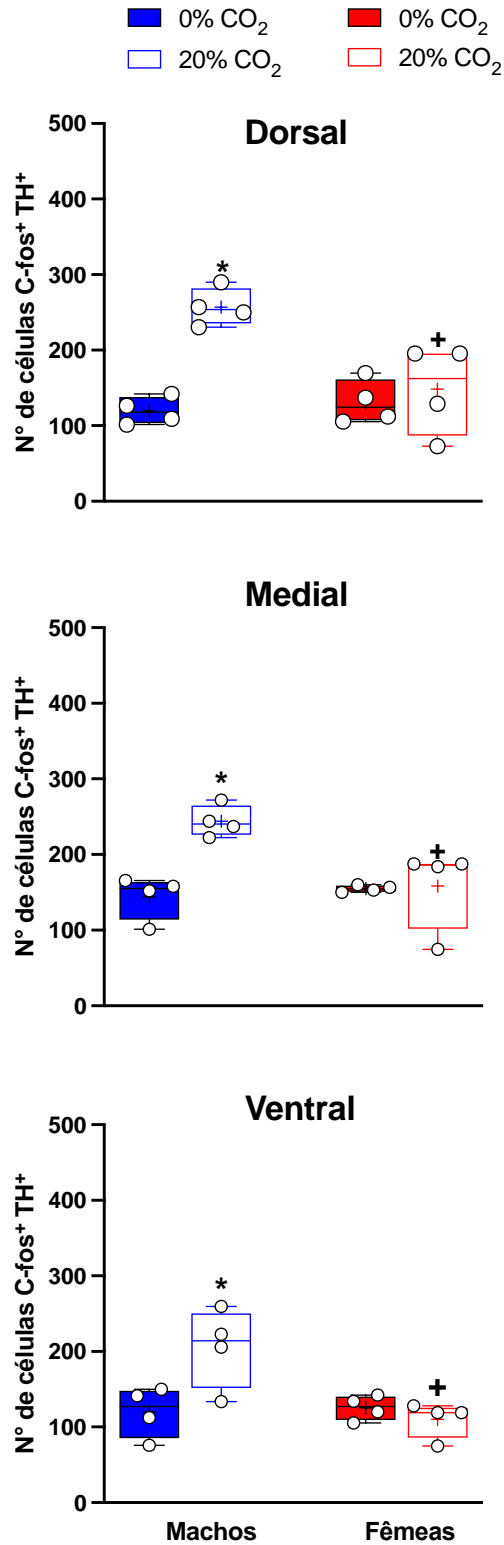 0% CO₂ 0% CO₂
20% CO₂ 20% CO₂
Dorsal
N° de células C-fos⁺ TH⁺
500
400
300
200
100
0
*
+
Medial
N° de células C-fos⁺ TH⁺
500
400
300
200
100
0
*
+
Ventral
N° de células C-fos⁺ TH⁺
500
400
300
200
100
0
*
+
Machos Fêmeas